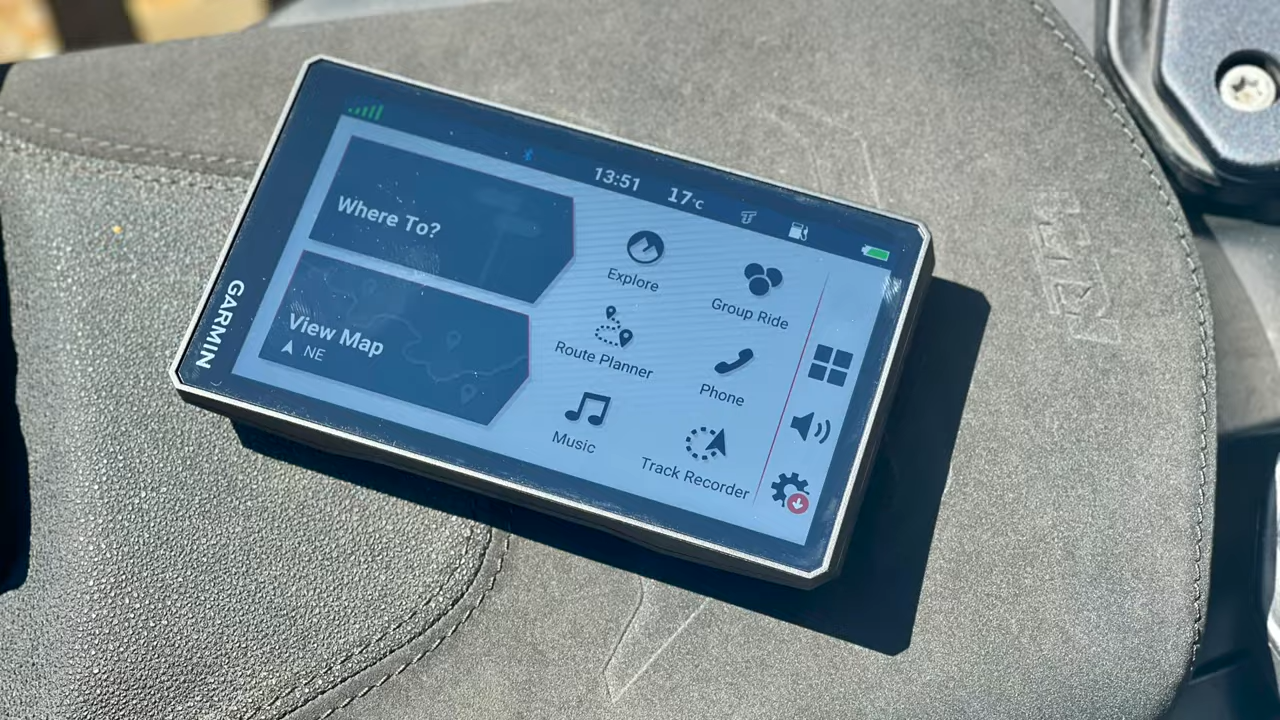 13:51 17°C
Where To?
View Map
NE
Explore
Group Ride
Route Planner
Phone
Music
Track Recorder
GARMIN